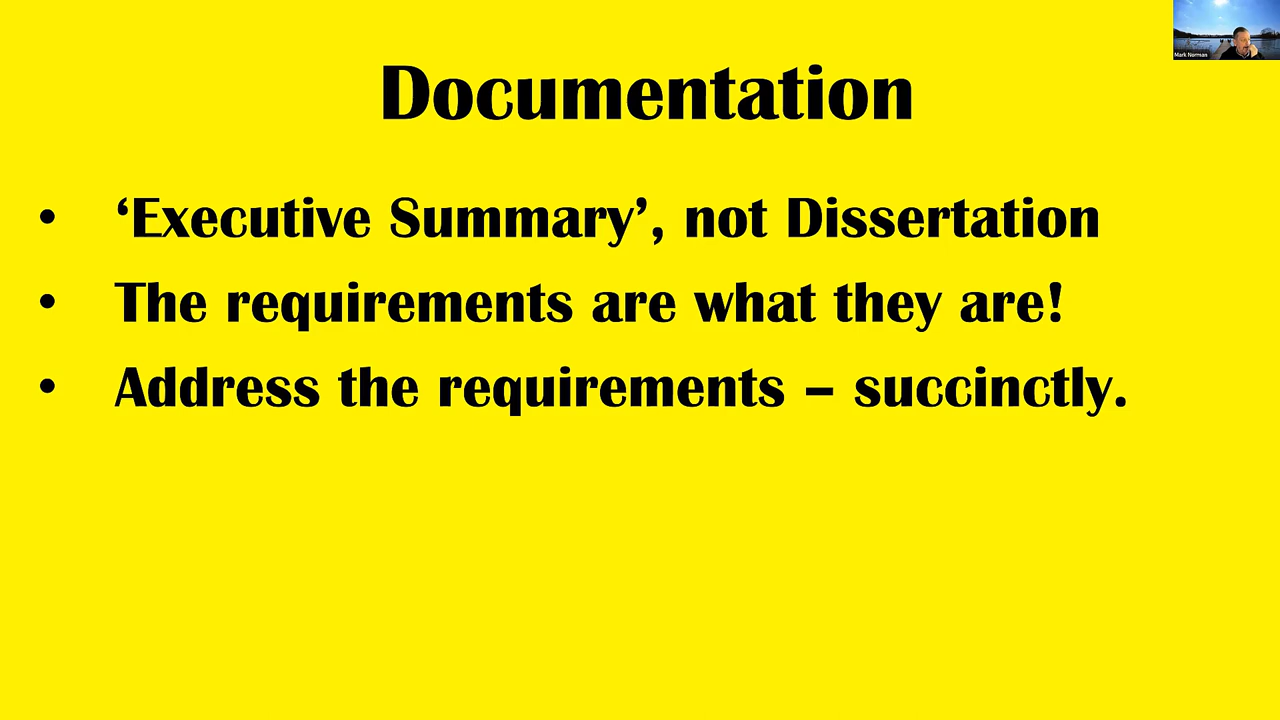 Mark Norman
Documentation
• ‘Executive Summary’, not Dissertation
• The requirements are what they are!
• Address the requirements – succinctly.